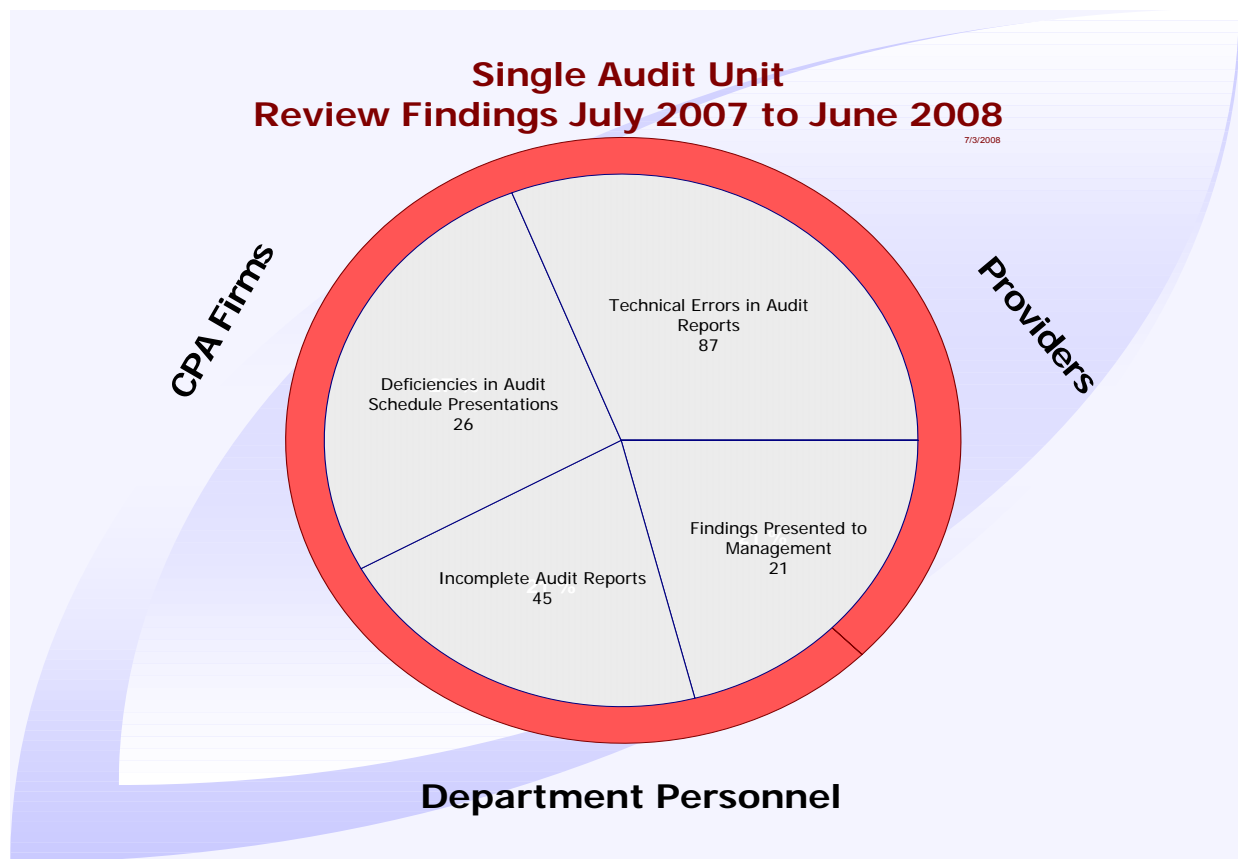 Single Audit Unit
Review Findings July 2007 to June 2008
7/3/2008
CPA Firms
Providers
Technical Errors in Audit
Reports
87
Deficiencies in Audit
Schedule Presentations
26
Findings Presented to
Management
21
Incomplete Audit Reports
45
Department Personnel